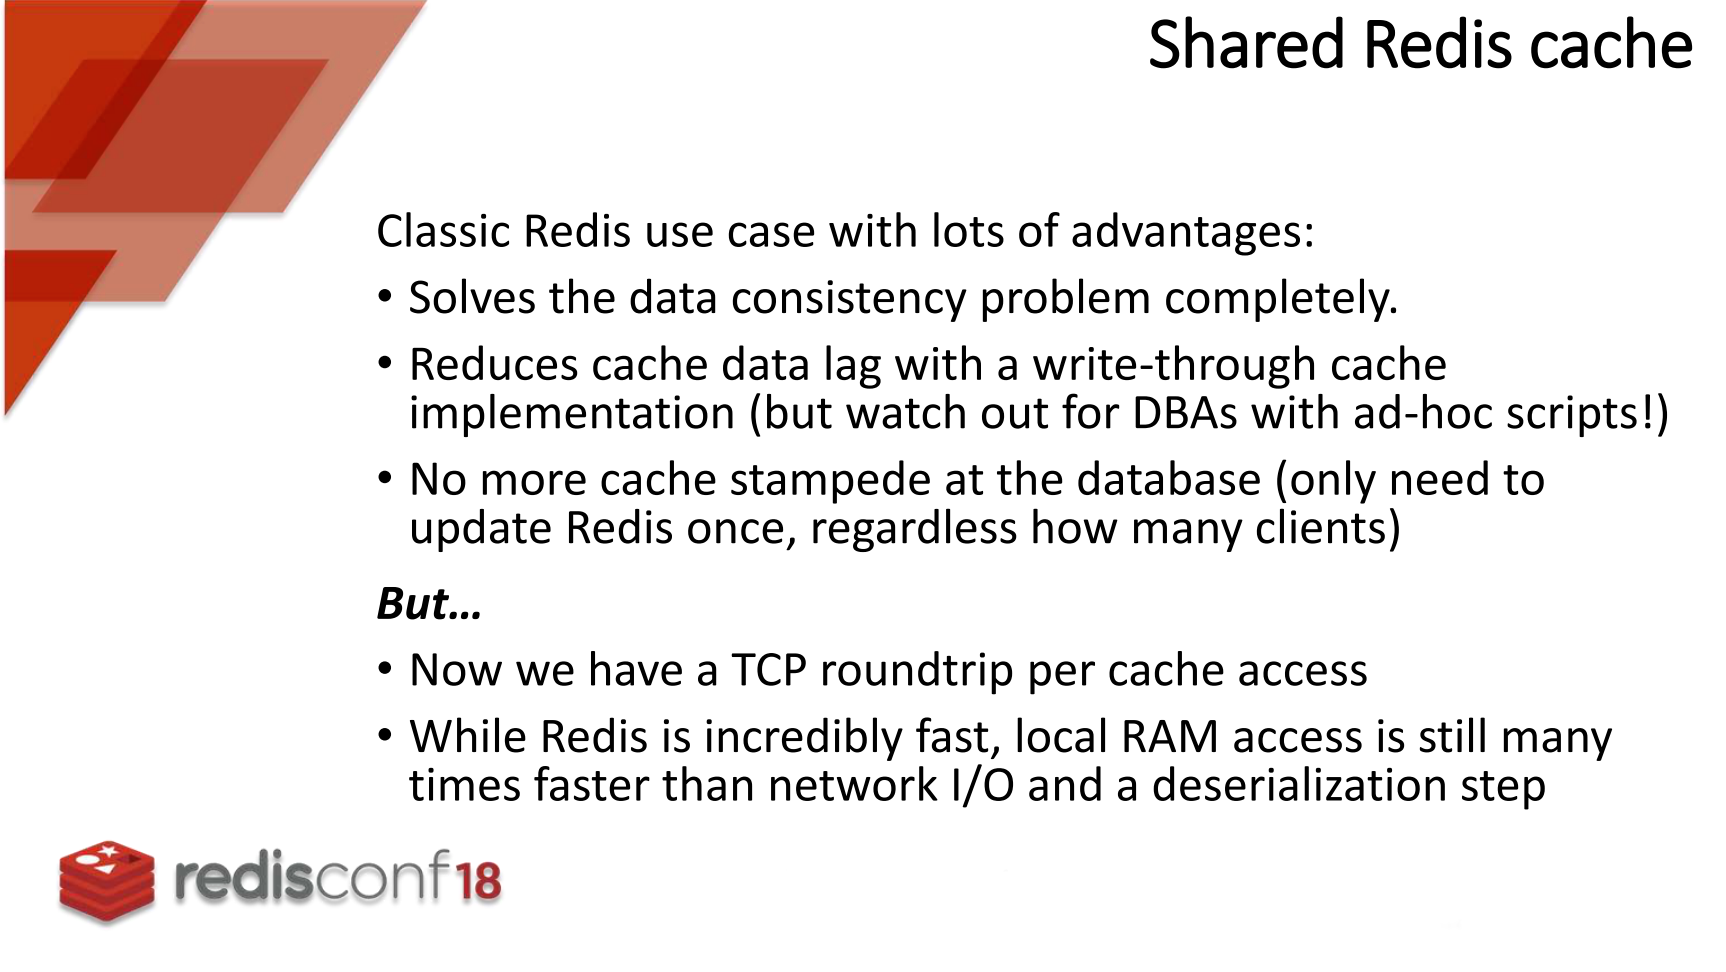 Shared Redis cache
Classic Redis use case with lots of advantages:
• Solves the data consistency problem completely.
• Reduces cache data lag with a write-through cache
implementation (but watch out for DBAs with ad-hoc scripts!)
• No more cache stampede at the database (only need to
update Redis once, regardless how many clients)
But…
• Now we have a TCP roundtrip per cache access
• While Redis is incredibly fast, local RAM access is still many
times faster than network I/O and a deserialization step
redisconf18